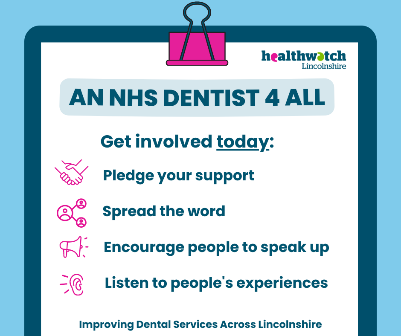 healthwatch
Lincolnshire
AN NHS DENTIST 4 ALL
Get involved today:
Pledge your support
Spread the word
Encourage people to speak up
Listen to people's experiences
Improving Dental Services Across Lincolnshire